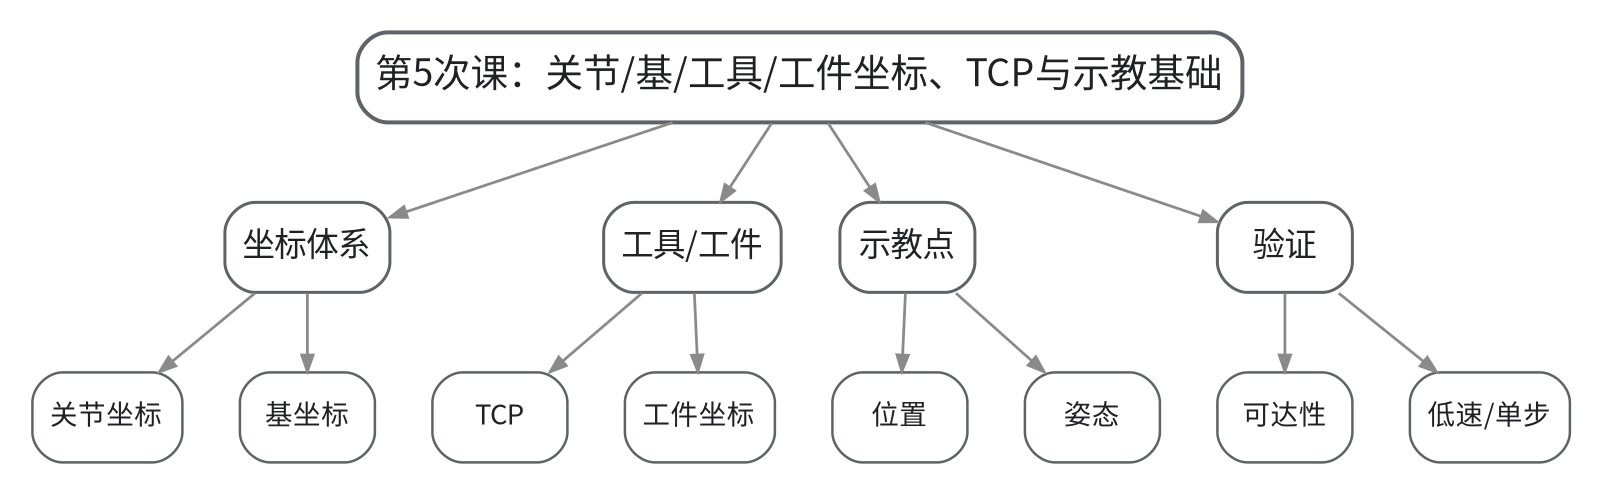 第5次课：关节/基/工具/工件坐标、TCP与示教基础
坐标体系
工具/工件
示教点
验证
关节坐标
基坐标
TCP
工件坐标
位置
姿态
可达性
低速/单步